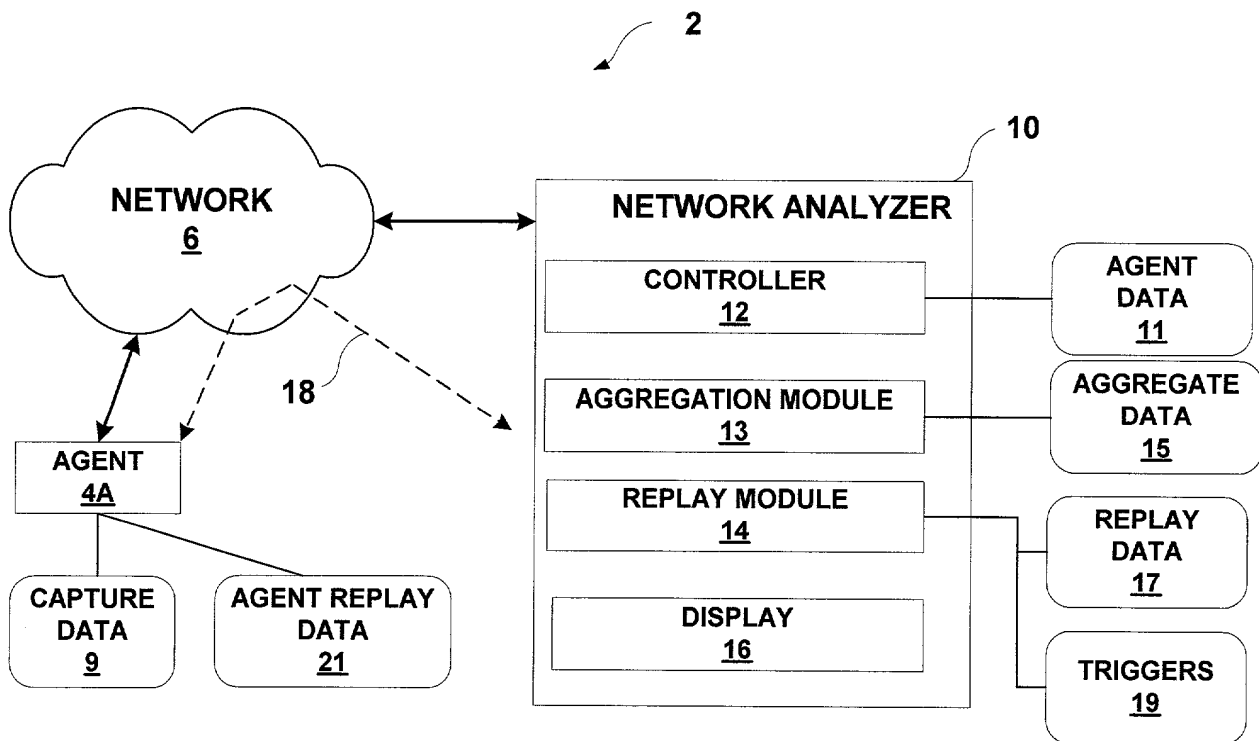 2
10
NETWORK
6
NETWORK ANALYZER
CONTROLLER
12
AGENT
DATA
11
18
AGGREGATION MODULE
13
AGGREGATE
DATA
15
AGENT
4A
REPLAY MODULE
14
REPLAY
DATA
17
CAPTURE
DATA
9
AGENT REPLAY
DATA
21
DISPLAY
16
TRIGGERS
19